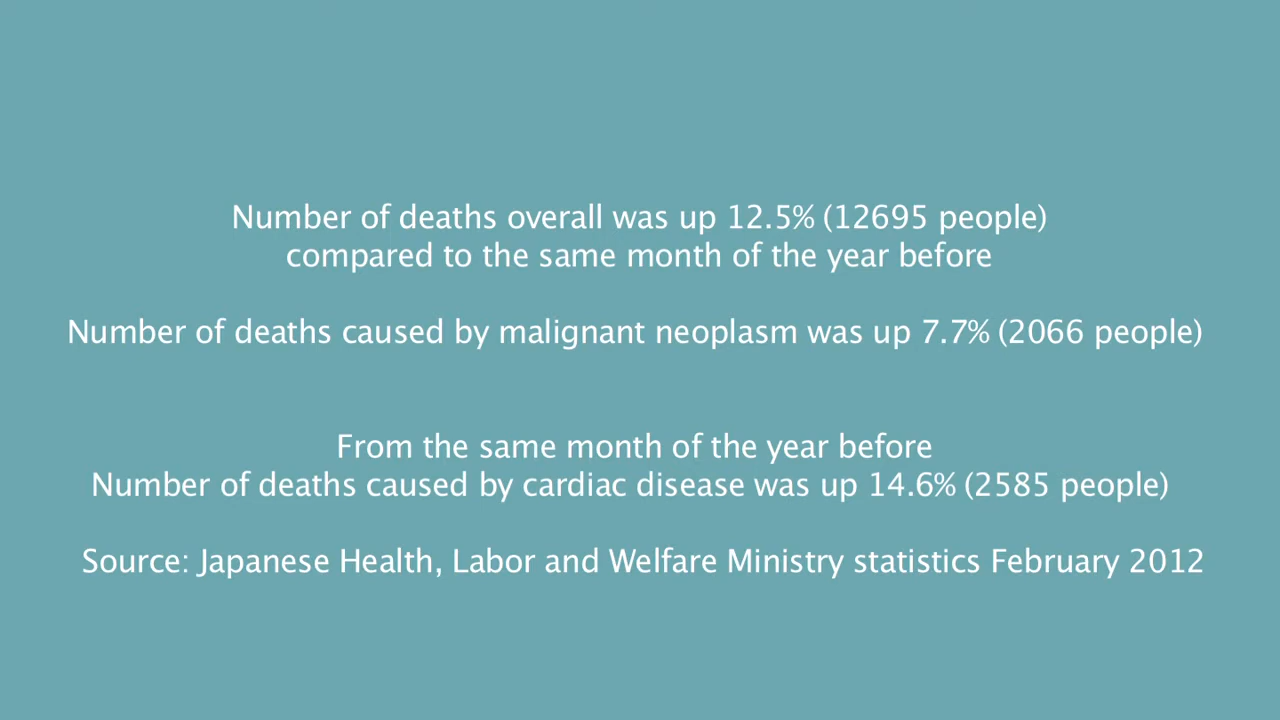 Number of deaths overall was up 12.5% (12695 people)
compared to the same month of the year before
Number of deaths caused by malignant neoplasm was up 7.7% (2066 people)
From the same month of the year before
Number of deaths caused by cardiac disease was up 14.6% (2585 people)
Source: Japanese Health, Labor and Welfare Ministry statistics February 2012